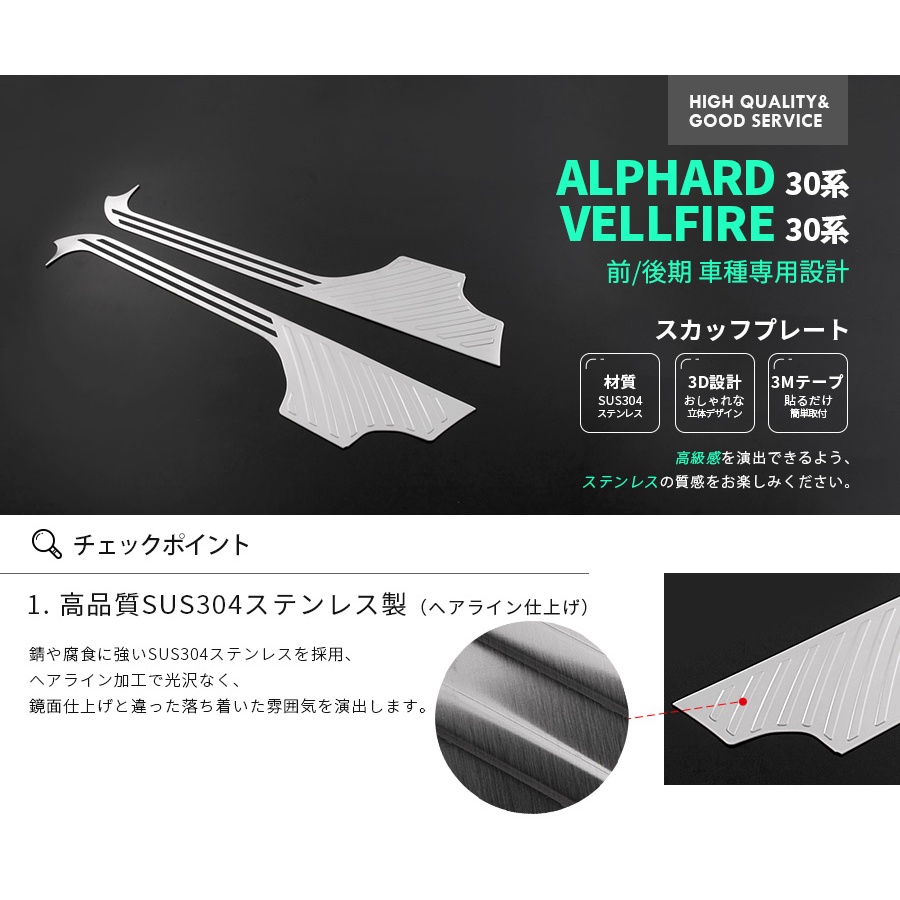 HIGH QUALITY&
GOOD SERVICE
ALPHARD 30系
VELLFIRE 30系
前/後期 車種専用設計
スカッフプレート
材質
SUS304
ステンレス
3D設計
おしゃれな
立体デザイン
3Mテープ
貼るだけ
簡単取付
高級感を演出できるよう、
ステンレスの質感をお楽しみください。
チェックポイント
1. 高品質SUS304ステンレス製（ヘアライン仕上げ）
錆や腐食に強いSUS304ステンレスを採用、
ヘアライン加工で光沢なく、
鏡面仕上げと違った落ち着いた雰囲気を演出します。